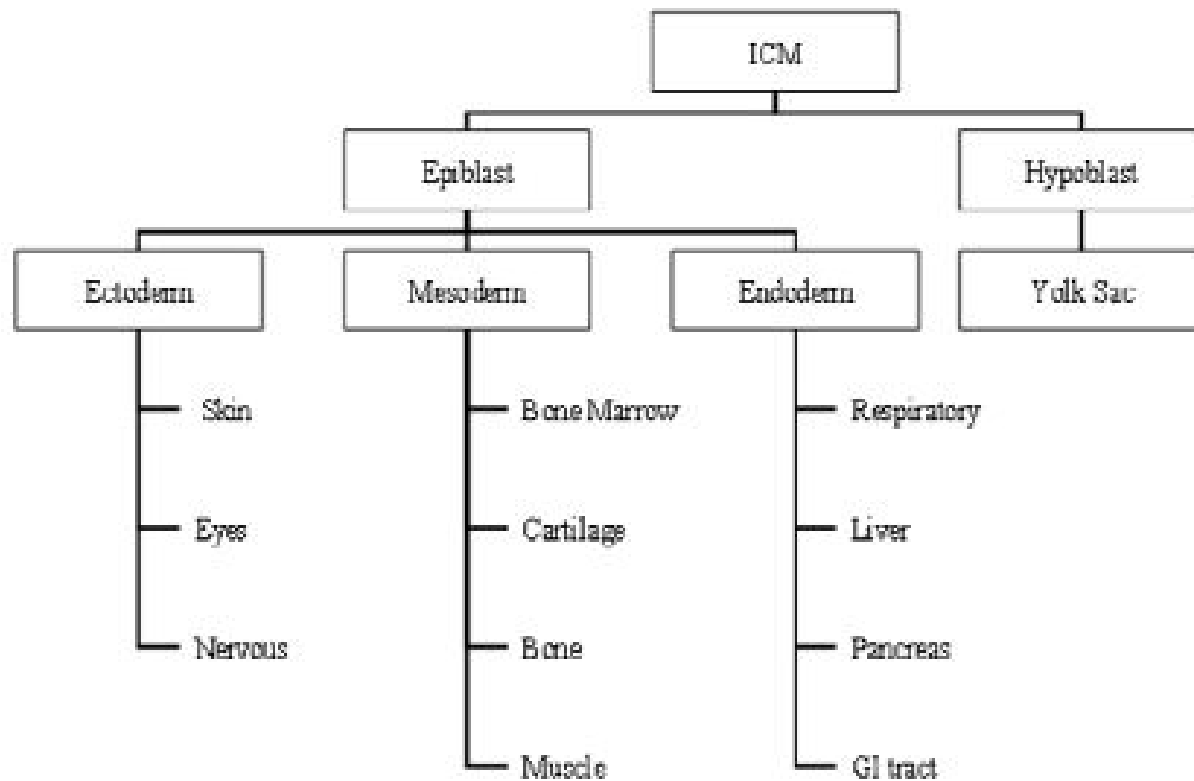 ICM
Epiblast
Hypoblast
Ectoderm
Mesoderm
Endoderm
Yolk Sac
Skin
Eyes
Nervous
Bone Marrow
Cartilage
Bone
Muscle
Respiratory
Liver
Pancreas
GI tract